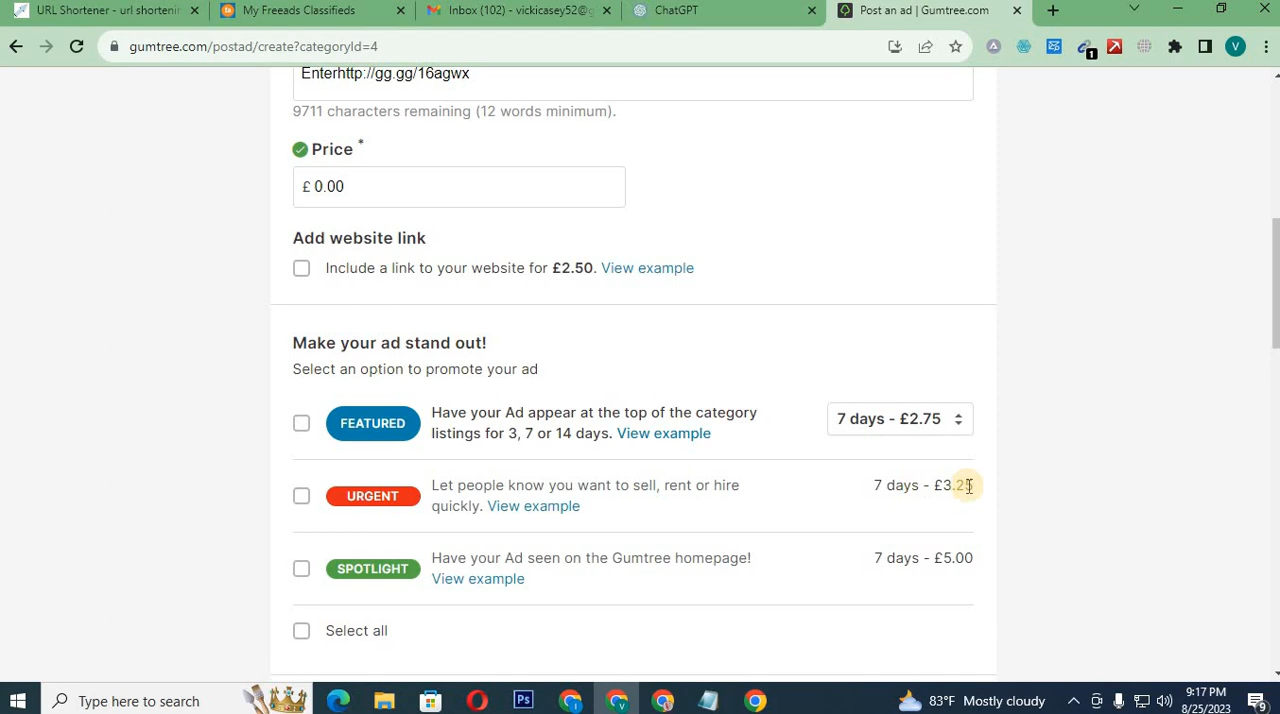 URL Shortener - url shortenin
My Freeads Classifieds
Inbox (102) - vickicasey52@g
ChatGPT
Post an ad | Gumtree.com
gumtree.com/postad/create?categoryId=4
1
V
Enterhttp://gg.gg/16agwx
9711 characters remaining (12 words minimum).
Price *
£ 0.00
Add website link
Include a link to your website for £2.50. View example
Make your ad stand out!
Select an option to promote your ad
FEATURED
Have your Ad appear at the top of the category
listings for 3, 7 or 14 days. View example
7 days - £2.75
URGENT
Let people know you want to sell, rent or hire
quickly. View example
7 days - £3.25
SPOTLIGHT
Have your Ad seen on the Gumtree homepage!
View example
7 days - £5.00
Select all
Type here to search
Ps
83°F Mostly cloudy
9:17 PM
8/25/2023
9